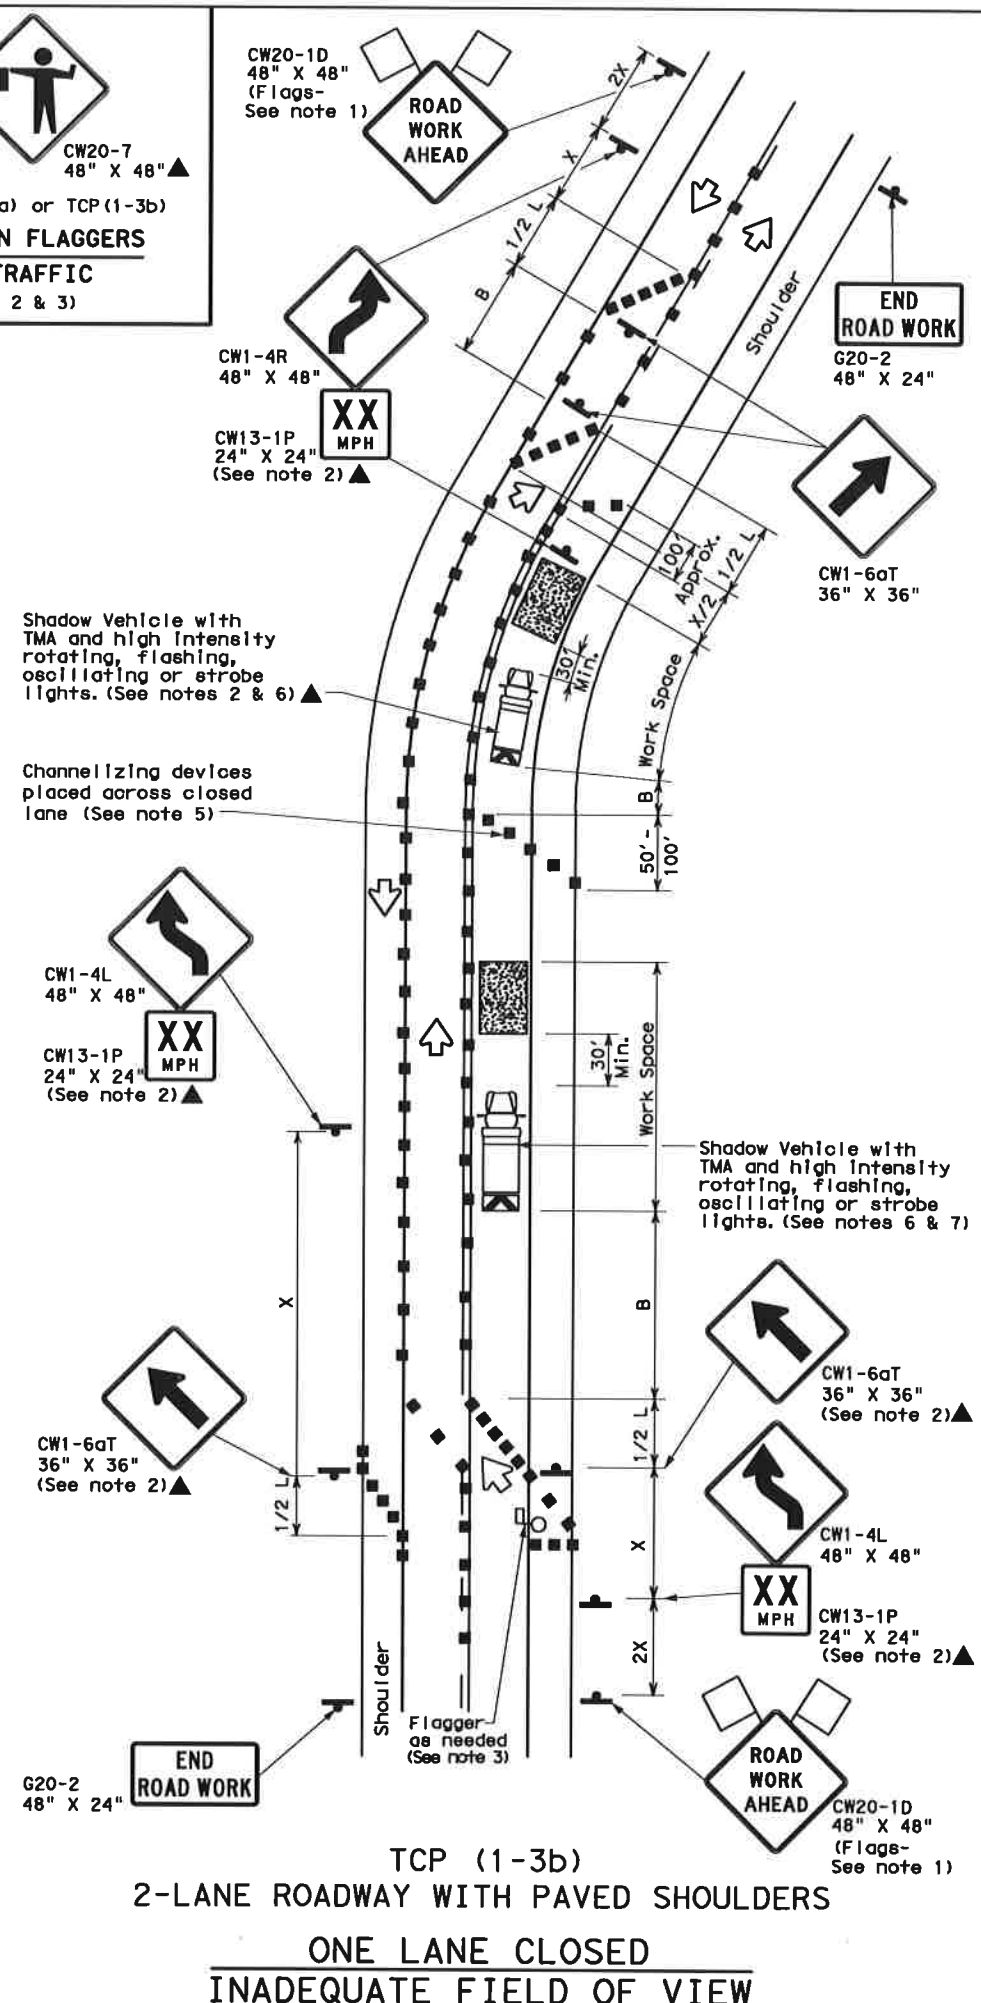 CW20-7
48" X 48"
a) or TCP(1-3b)
N FLAGGERS
TRAFFIC
2 & 3)
CW20-1D
48" X 48"
(Flags-
See note 1)
ROAD
WORK
AHEAD
2X
X
1/2 L
B
CW1-4R
48" X 48"
XX
MPH
CW13-1P
24" X 24"
(See note 2)
Shoulder
END
ROAD WORK
G20-2
48" X 24"
CW1-6aT
36" X 36"
100'
Approx.
1/2 L
X/2
Shadow Vehicle with
TMA and high intensity
rotating, flashing,
oscillating or strobe
lights. (See notes 2 & 6)
30'
Min.
Work Space
B
50'-
100'
Channelizing devices
placed across closed
lane (See note 5)
CW1-4L
48" X 48"
XX
MPH
CW13-1P
24" X 24"
(See note 2)
30'
Min.
Work Space
Shadow Vehicle with
TMA and high intensity
rotating, flashing,
oscillating or strobe
lights. (See notes 6 & 7)
X
B
CW1-6aT
36" X 36"
(See note 2)
1/2 L
CW1-6aT
36" X 36"
(See note 2)
1/2 L
X
2X
CW1-4L
48" X 48"
XX
MPH
CW13-1P
24" X 24"
(See note 2)
Shoulder
Flagger
as needed
(See note 3)
END
ROAD WORK
G20-2
48" X 24"
ROAD
WORK
AHEAD
CW20-1D
48" X 48"
(Flags-
See note 1)
TCP (1-3b)
2-LANE ROADWAY WITH PAVED SHOULDERS
ONE LANE CLOSED
INADEQUATE FIELD OF VIEW